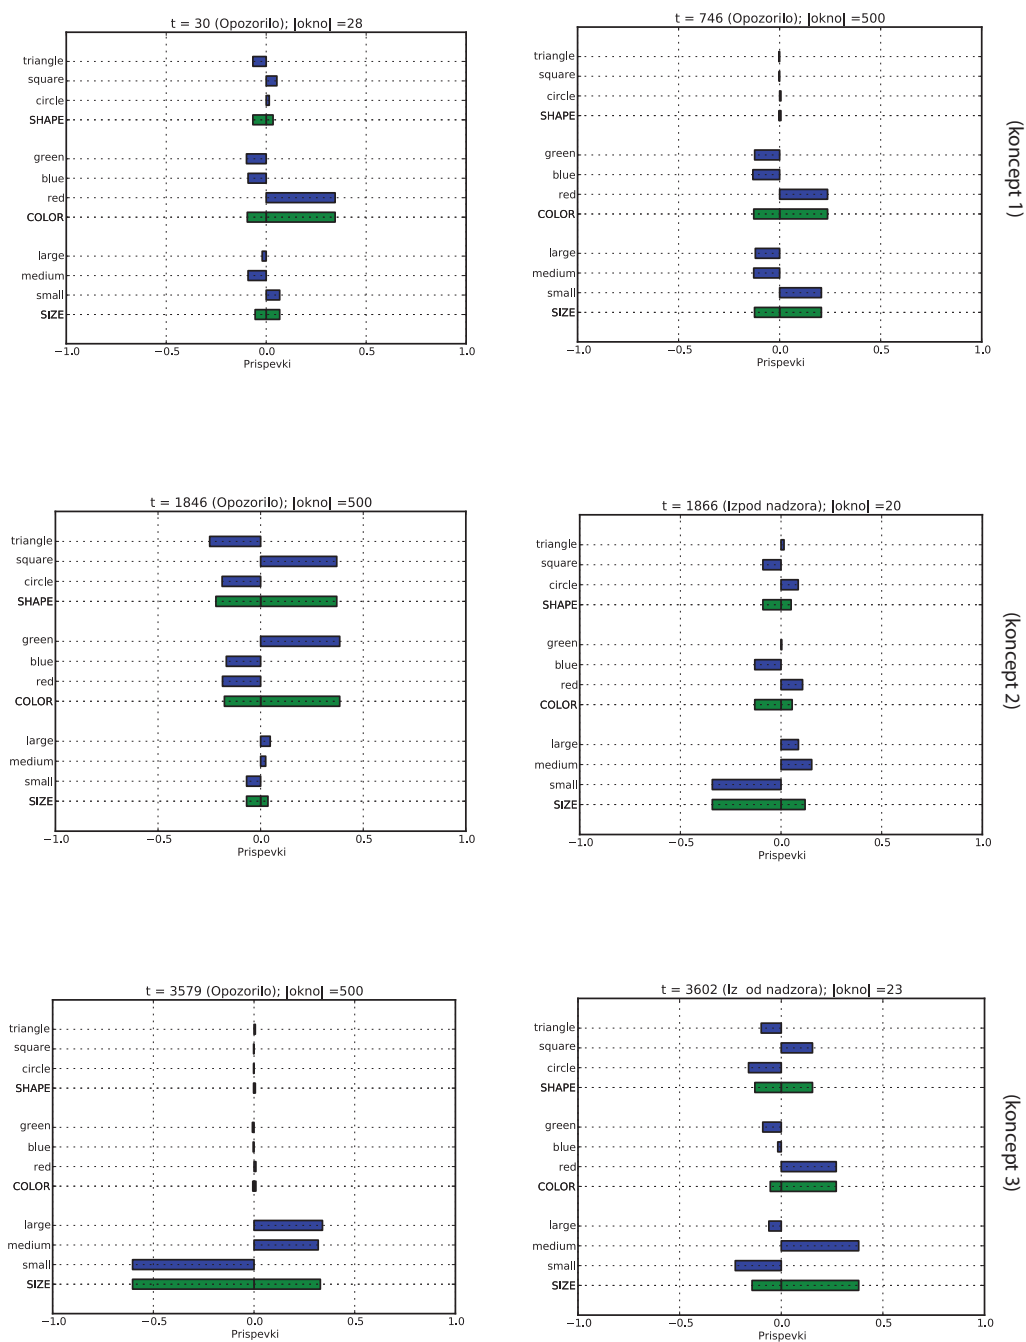 t = 30 (Opozorilo); |okno| =28
triangle
square
circle
SHAPE
green
blue
red
COLOR
large
medium
small
SIZE
−1.0 −0.5 0.0 0.5 1.0
Prispevki
t = 746 (Opozorilo); |okno| =500
triangle
square
circle
SHAPE
green
blue
red
COLOR
large
medium
small
SIZE
−1.0 −0.5 0.0 0.5 1.0
Prispevki
(koncept 1)
t = 1846 (Opozorilo); |okno| =500
triangle
square
circle
SHAPE
green
blue
red
COLOR
large
medium
small
SIZE
−1.0 −0.5 0.0 0.5 1.0
Prispevki
t = 1866 (Izpod nadzora); |okno| =20
triangle
square
circle
SHAPE
green
blue
red
COLOR
large
medium
small
SIZE
−1.0 −0.5 0.0 0.5 1.0
Prispevki
(koncept 2)
t = 3579 (Opozorilo); |okno| =500
triangle
square
circle
SHAPE
green
blue
red
COLOR
large
medium
small
SIZE
−1.0 −0.5 0.0 0.5 1.0
Prispevki
t = 3602 (Iz od nadzora); |okno| =23
triangle
square
circle
SHAPE
green
blue
red
COLOR
large
medium
small
SIZE
−1.0 −0.5 0.0 0.5 1.0
Prispevki
(koncept 3)